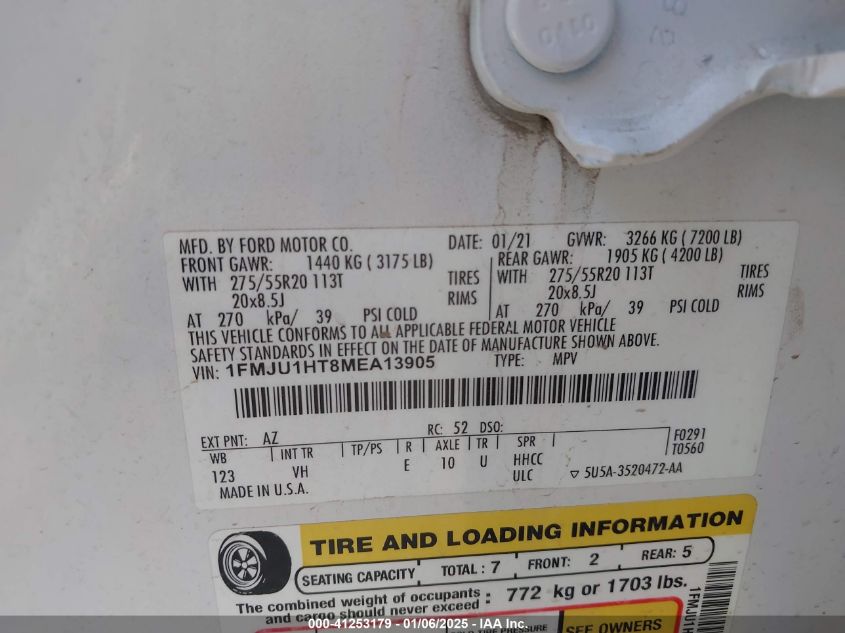 MFD. BY FORD MOTOR CO. DATE: 01/21 GVWR: 3266 KG ( 7200 LB)
FRONT GAWR: 1440 KG ( 3175 LB) REAR GAWR: 1905 KG ( 4200 LB)
WITH 275/55R20 113T TIRES WITH 275/55R20 113T TIRES
20x8.5J RIMS 20x8.5J RIMS
AT 270 kPa/ 39 PSI COLD AT 270 kPa/ 39 PSI COLD
THIS VEHICLE CONFORMS TO ALL APPLICABLE FEDERAL MOTOR VEHICLE
SAFETY STANDARDS IN EFFECT ON THE DATE OF MANUFACTURE SHOWN ABOVE.
VIN: 1FMJU1HT8MEA13905 TYPE: MPV
EXT PNT: AZ RC: 52 DSO: F0291
WB INT TR TP/PS R AXLE TR SPR T0560
123 VH E 10 U HHCC
ULC ▽ 5U5A-3520472-AA
MADE IN U.S.A.
TIRE AND LOADING INFORMATION
SEATING CAPACITY TOTAL : 7 FRONT: 2 REAR: 5
The combined weight of occupants
and cargo should never exceed : 772 kg or 1703 lbs.
SEE OWNERS
1FMJU1H
000-41253179 - 01/06/2025 - IAA Inc.